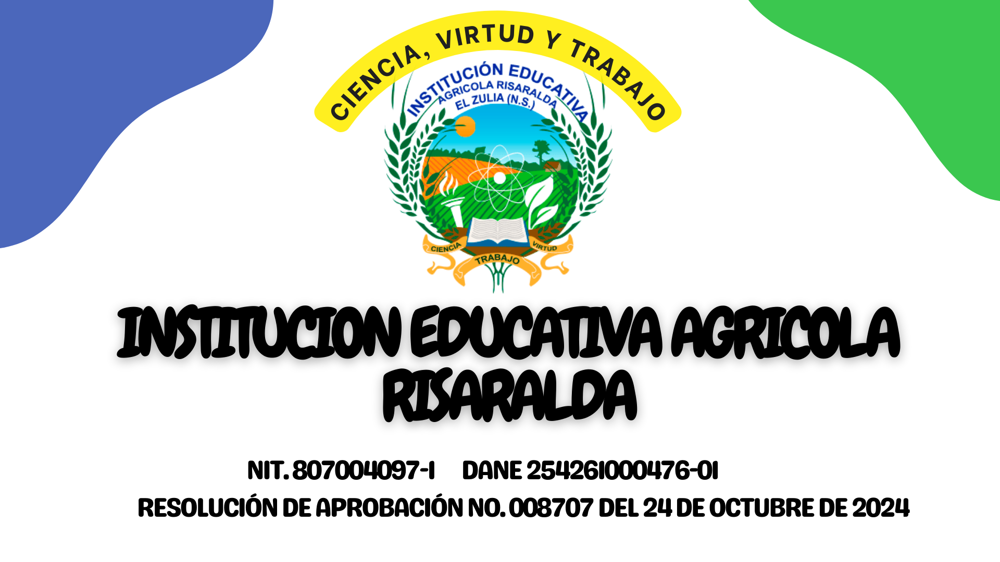 CIENCIA, VIRTUD Y TRABAJO
INSTITUCIÓN EDUCATIVA
AGRICOLA RISARALDA
EL ZULIA (N.S.)
CIENCIA
VIRTUD
TRABAJO
INSTITUCION EDUCATIVA AGRICOLA
RISARALDA
NIT. 807004097-1 DANE 254261000476-01
RESOLUCIÓN DE APROBACIÓN NO. 008707 DEL 24 DE OCTUBRE DE 2024